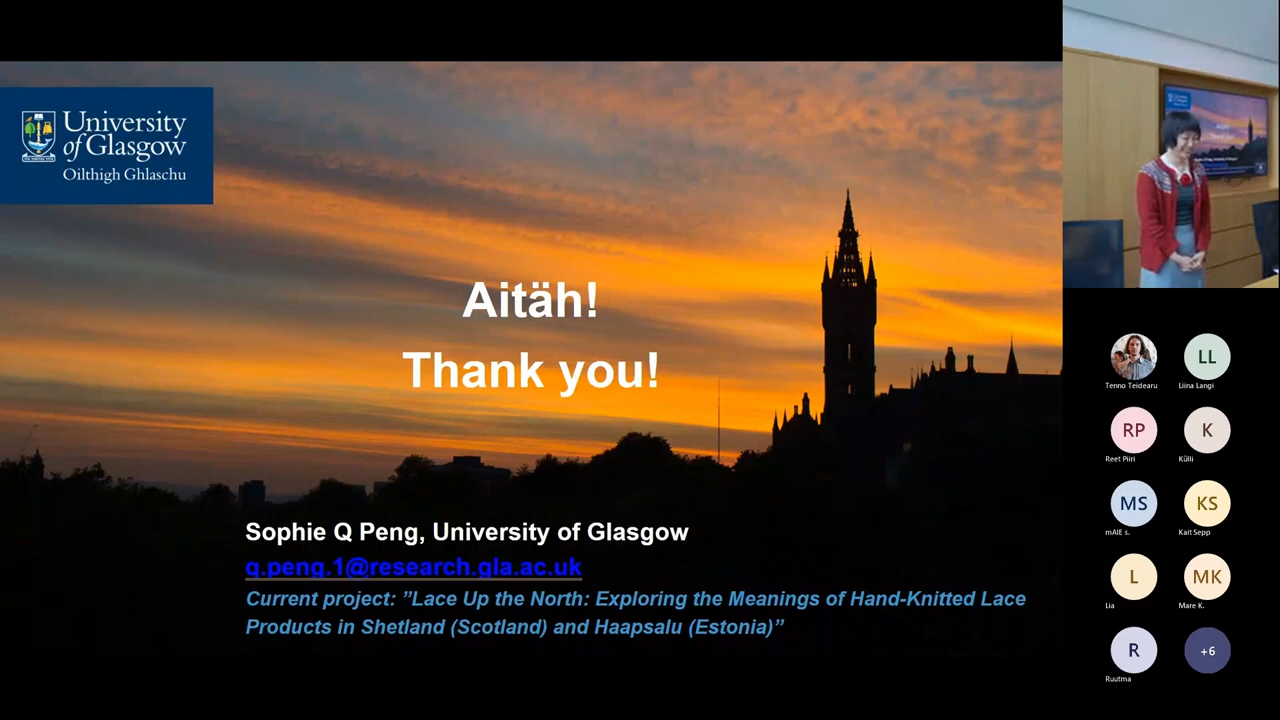 University
of Glasgow
Oilthigh Ghlaschu
Aitäh!
Thank you!
Sophie Q Peng, University of Glasgow
q.peng.1@research.gla.ac.uk
Current project: ”Lace Up the North: Exploring the Meanings of Hand-Knitted Lace
Products in Shetland (Scotland) and Haapsalu (Estonia)”
Tenno Teidearu
LL
Liina Langi
RP
Reet Piiri
K
Külli
MS
mAIE s.
KS
Kait Sepp
L
Lia
MK
Mare K.
R
Ruutma
+6